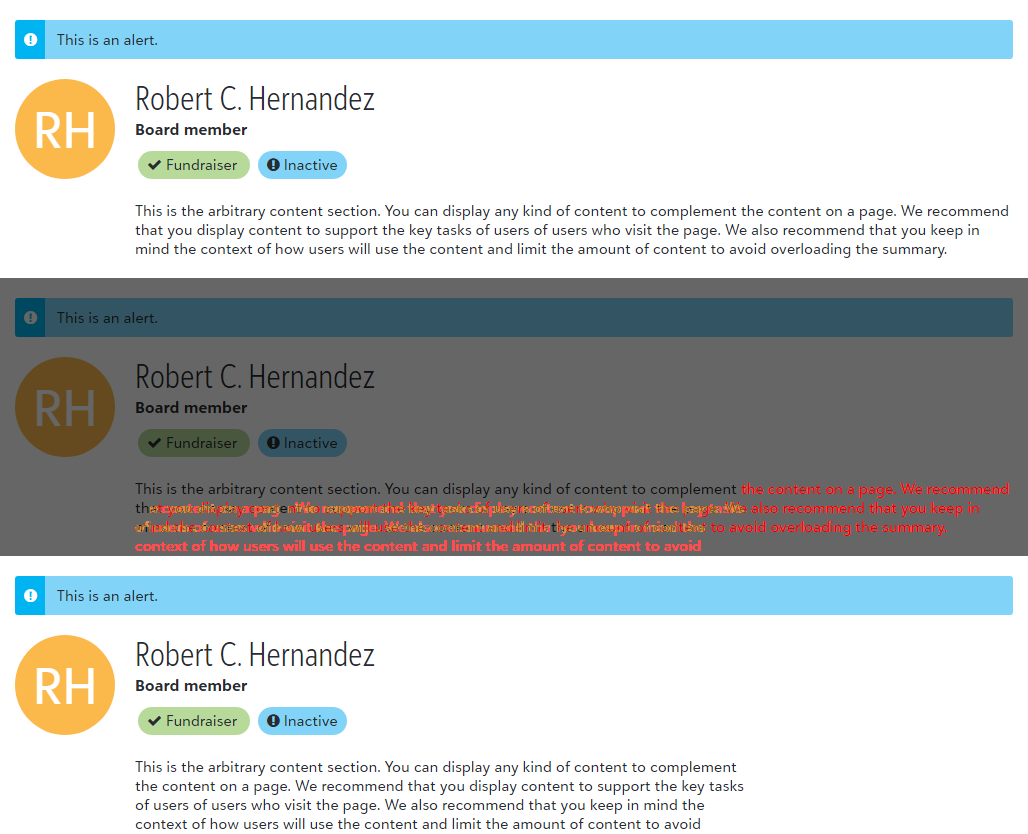 This is an alert.
RH
Robert C. Hernandez
Board member
Fundraiser
Inactive
This is the arbitrary content section. You can display any kind of content to complement the content on a page. We recommend
that you display content to support the key tasks of users of users who visit the page. We also recommend that you keep in
mind the context of how users will use the content and limit the amount of content to avoid overloading the summary.
This is an alert.
RH
Robert C. Hernandez
Board member
Fundraiser
Inactive
This is the arbitrary content section. You can display any kind of content to complement the content on a page. We recommend
also recommend that you keep in
to avoid overloading the summary.
context of how users will use the content and limit the amount of content to avoid
This is an alert.
RH
Robert C. Hernandez
Board member
Fundraiser
Inactive
This is the arbitrary content section. You can display any kind of content to complement
the content on a page. We recommend that you display content to support the key tasks
of users of users who visit the page. We also recommend that you keep in mind the
context of how users will use the content and limit the amount of content to avoid